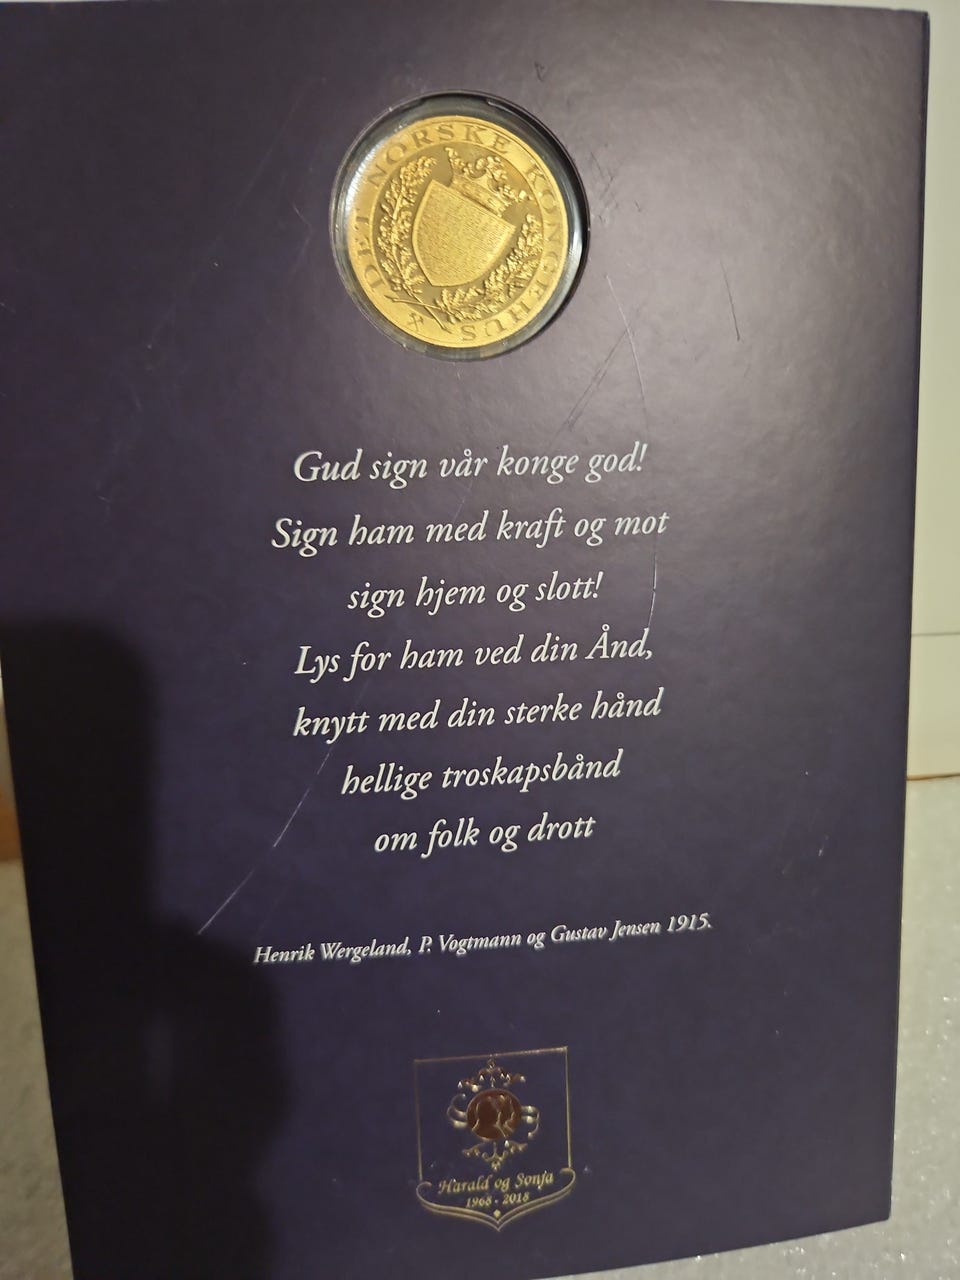 DET NORSKE KONGEHUS
Gud sign vår konge god!
Sign ham med kraft og mot
sign hjem og slott!
Lys for ham ved din Ånd,
knytt med din sterke hånd
hellige troskapsbånd
om folk og drott
Henrik Wergeland, P. Vogtmann og Gustav Jensen 1915.
Harald og Sonja
1968 - 2018